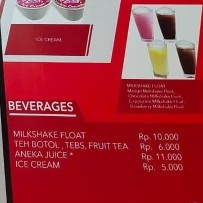 ICE CREAM
MILKSHAKE FLOAT
Mango Milkshake Float,
Chocolate Milkshake Float,
Cappucino Milkshake Float,
Strawberry Milkshake Float
BEVERAGES
MILKSHAKE FLOAT Rp. 10.000
TEH BOTOL , TEBS, FRUIT TEA Rp. 6.000
ANEKA JUICE * Rp. 11.000
ICE CREAM Rp. 5.000